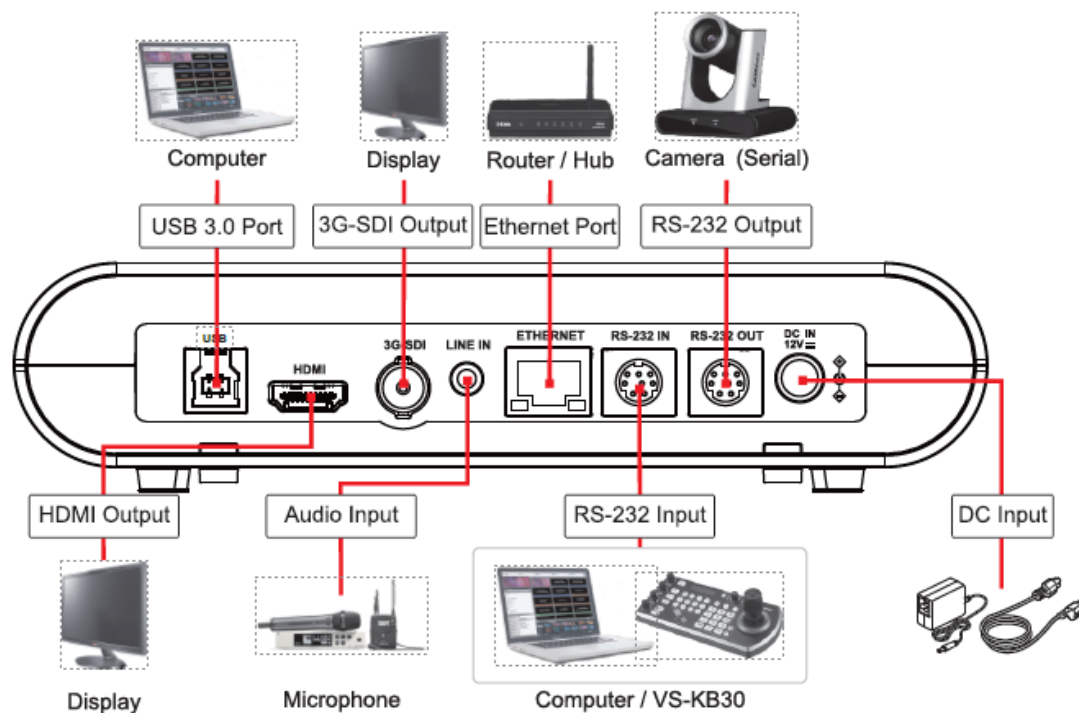 Computer
Display
Router / Hub
Camera (Serial)
USB 3.0 Port
3G-SDI Output
Ethernet Port
RS-232 Output
USB
HDMI
3G-SDI
LINE IN
ETHERNET
RS-232 IN
RS-232 OUT
DC IN
12V
HDMI Output
Audio Input
RS-232 Input
DC Input
Display
Microphone
Computer / VS-KB30